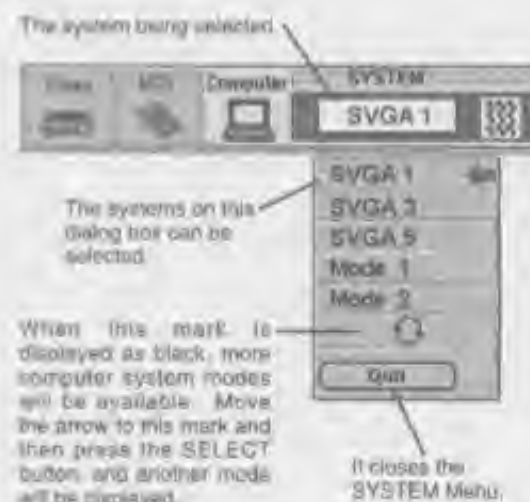 The system being selected.
Video MCI Computer SYSTEM
SVGA 1
SVGA 1
SVGA 3
SVGA 5
Mode 1
Mode 2
Quit
The systems on this
dialog box can be
selected.
When this mark is
displayed as black, more
computer system modes
will be available. Move
the arrow to this mark and
then press the SELECT
button, and another mode
will be displayed.
It closes the
SYSTEM Menu.